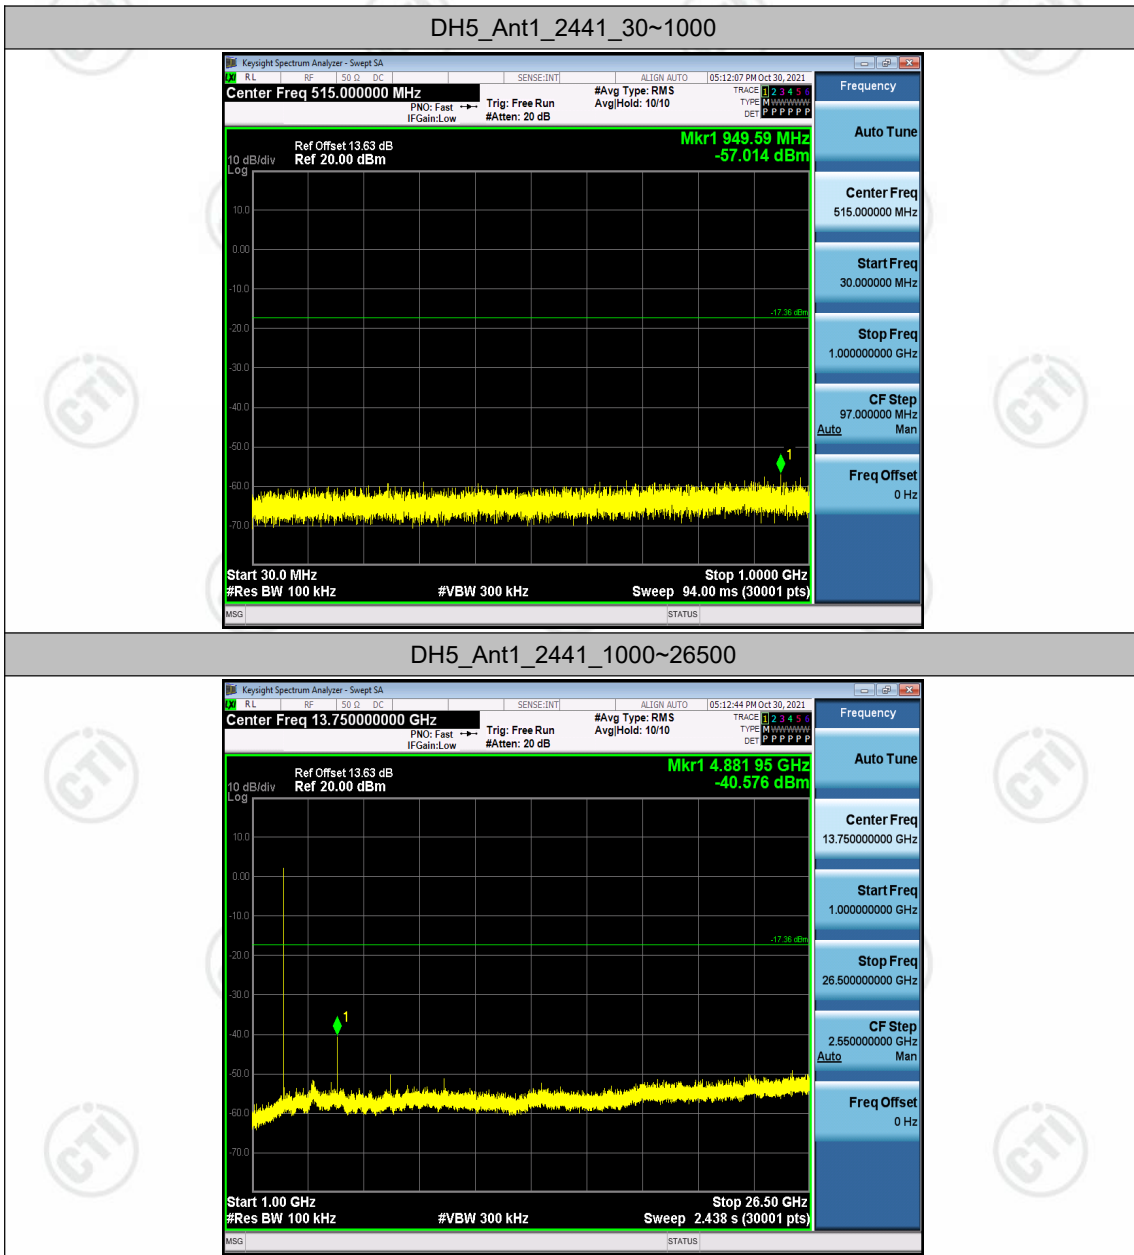 DH5_Ant1_2441_30~1000
Keysight Spectrum Analyzer - Swept SA
LXI RL RF 50 Ω DC SENSE:INT ALIGN AUTO 05:12:07 PM Oct 30, 2021
Center Freq 515.000000 MHz #Avg Type: RMS TRACE 1 2 3 4 5 6
PNO: Fast Trig: Free Run Avg|Hold: 10/10 TYPE M WWWWW
IFGain:Low #Atten: 20 dB DET P P P P P P
Frequency
Auto Tune
Mkr1 949.59 MHz
Ref Offset 13.63 dB
-57.014 dBm
10 dB/div Ref 20.00 dBm
Log
10.0
0.00
-10.0
-17.36 dBm
-20.0
-30.0
-40.0
-50.0
1
-60.0
-70.0
Center Freq
515.000000 MHz
Start Freq
30.000000 MHz
Stop Freq
1.000000000 GHz
CF Step
97.000000 MHz
Auto Man
Freq Offset
0 Hz
Start 30.0 MHz Stop 1.0000 GHz
#Res BW 100 kHz #VBW 300 kHz Sweep 94.00 ms (30001 pts)
MSG STATUS
DH5_Ant1_2441_1000~26500
Keysight Spectrum Analyzer - Swept SA
LXI RL RF 50 Ω DC SENSE:INT ALIGN AUTO 05:12:44 PM Oct 30, 2021
Center Freq 13.750000000 GHz #Avg Type: RMS TRACE 1 2 3 4 5 6
PNO: Fast Trig: Free Run Avg|Hold: 10/10 TYPE M WWWWW
IFGain:Low #Atten: 20 dB DET P P P P P P
Frequency
Auto Tune
Mkr1 4.881 95 GHz
Ref Offset 13.63 dB
-40.576 dBm
10 dB/div Ref 20.00 dBm
Log
10.0
0.00
-10.0
-17.36 dBm
-20.0
-30.0
1
-40.0
-50.0
-60.0
-70.0
Center Freq
13.750000000 GHz
Start Freq
1.000000000 GHz
Stop Freq
26.500000000 GHz
CF Step
2.550000000 GHz
Auto Man
Freq Offset
0 Hz
Start 1.00 GHz Stop 26.50 GHz
#Res BW 100 kHz #VBW 300 kHz Sweep 2.438 s (30001 pts)
MSG STATUS
CTI
CTI
CTI
CTI
CTI
CTI